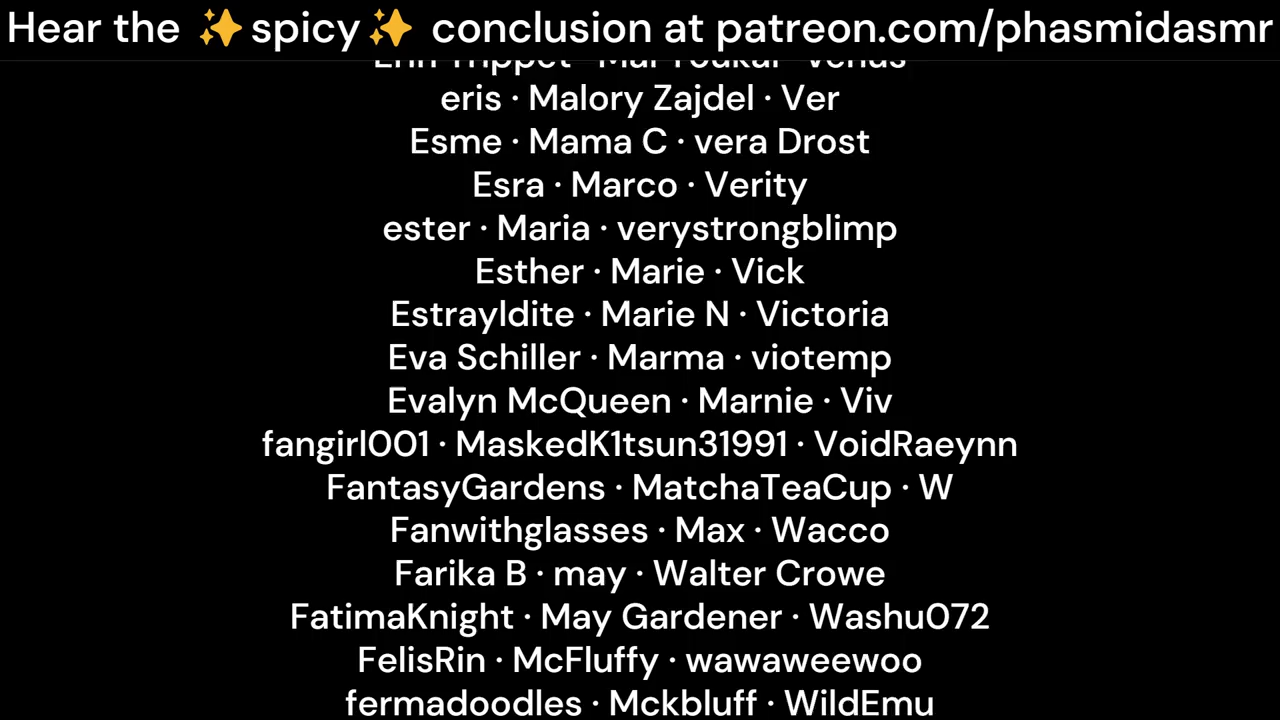 Hear the ✨spicy✨ conclusion at patreon.com/phasmidasmr
eris · Malory Zajdel · Ver
Esme · Mama C · vera Drost
Esra · Marco · Verity
ester · Maria · verystrongblimp
Esther · Marie · Vick
Estrayldite · Marie N · Victoria
Eva Schiller · Marma · viotemp
Evalyn McQueen · Marnie · Viv
fangirl001 · MaskedK1tsun31991 · VoidRaeynn
FantasyGardens · MatchaTeaCup · W
Fanwithglasses · Max · Wacco
Farika B · may · Walter Crowe
FatimaKnight · May Gardener · Washu072
FelisRin · McFluffy · wawaweewoo
fermadoodles · Mckbluff · WildEmu